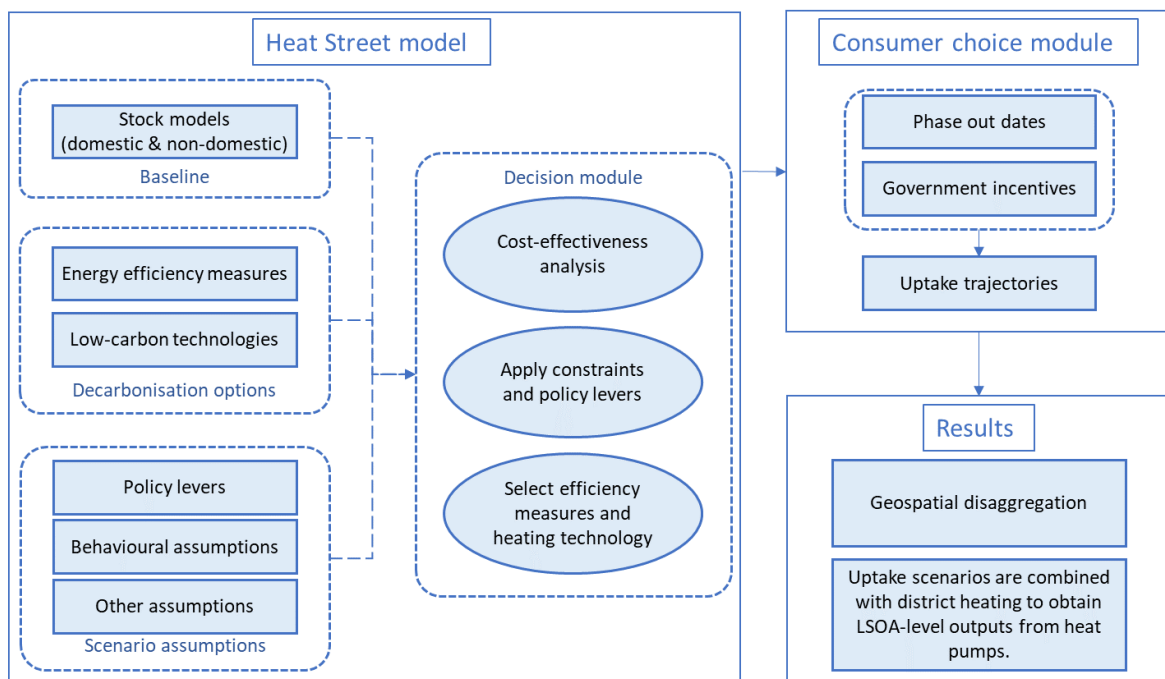 Heat Street model
Stock models
(domestic & non-domestic)
Baseline
Energy efficiency measures
Low-carbon technologies
Decarbonisation options
Policy levers
Behavioural assumptions
Other assumptions
Scenario assumptions
Decision module
Cost-effectiveness
analysis
Apply constraints
and policy levers
Select efficiency
measures and
heating technology
Consumer choice module
Phase out dates
Government incentives
Uptake trajectories
Results
Geospatial disaggregation
Uptake scenarios are combined
with district heating to obtain
LSOA-level outputs from heat
pumps.